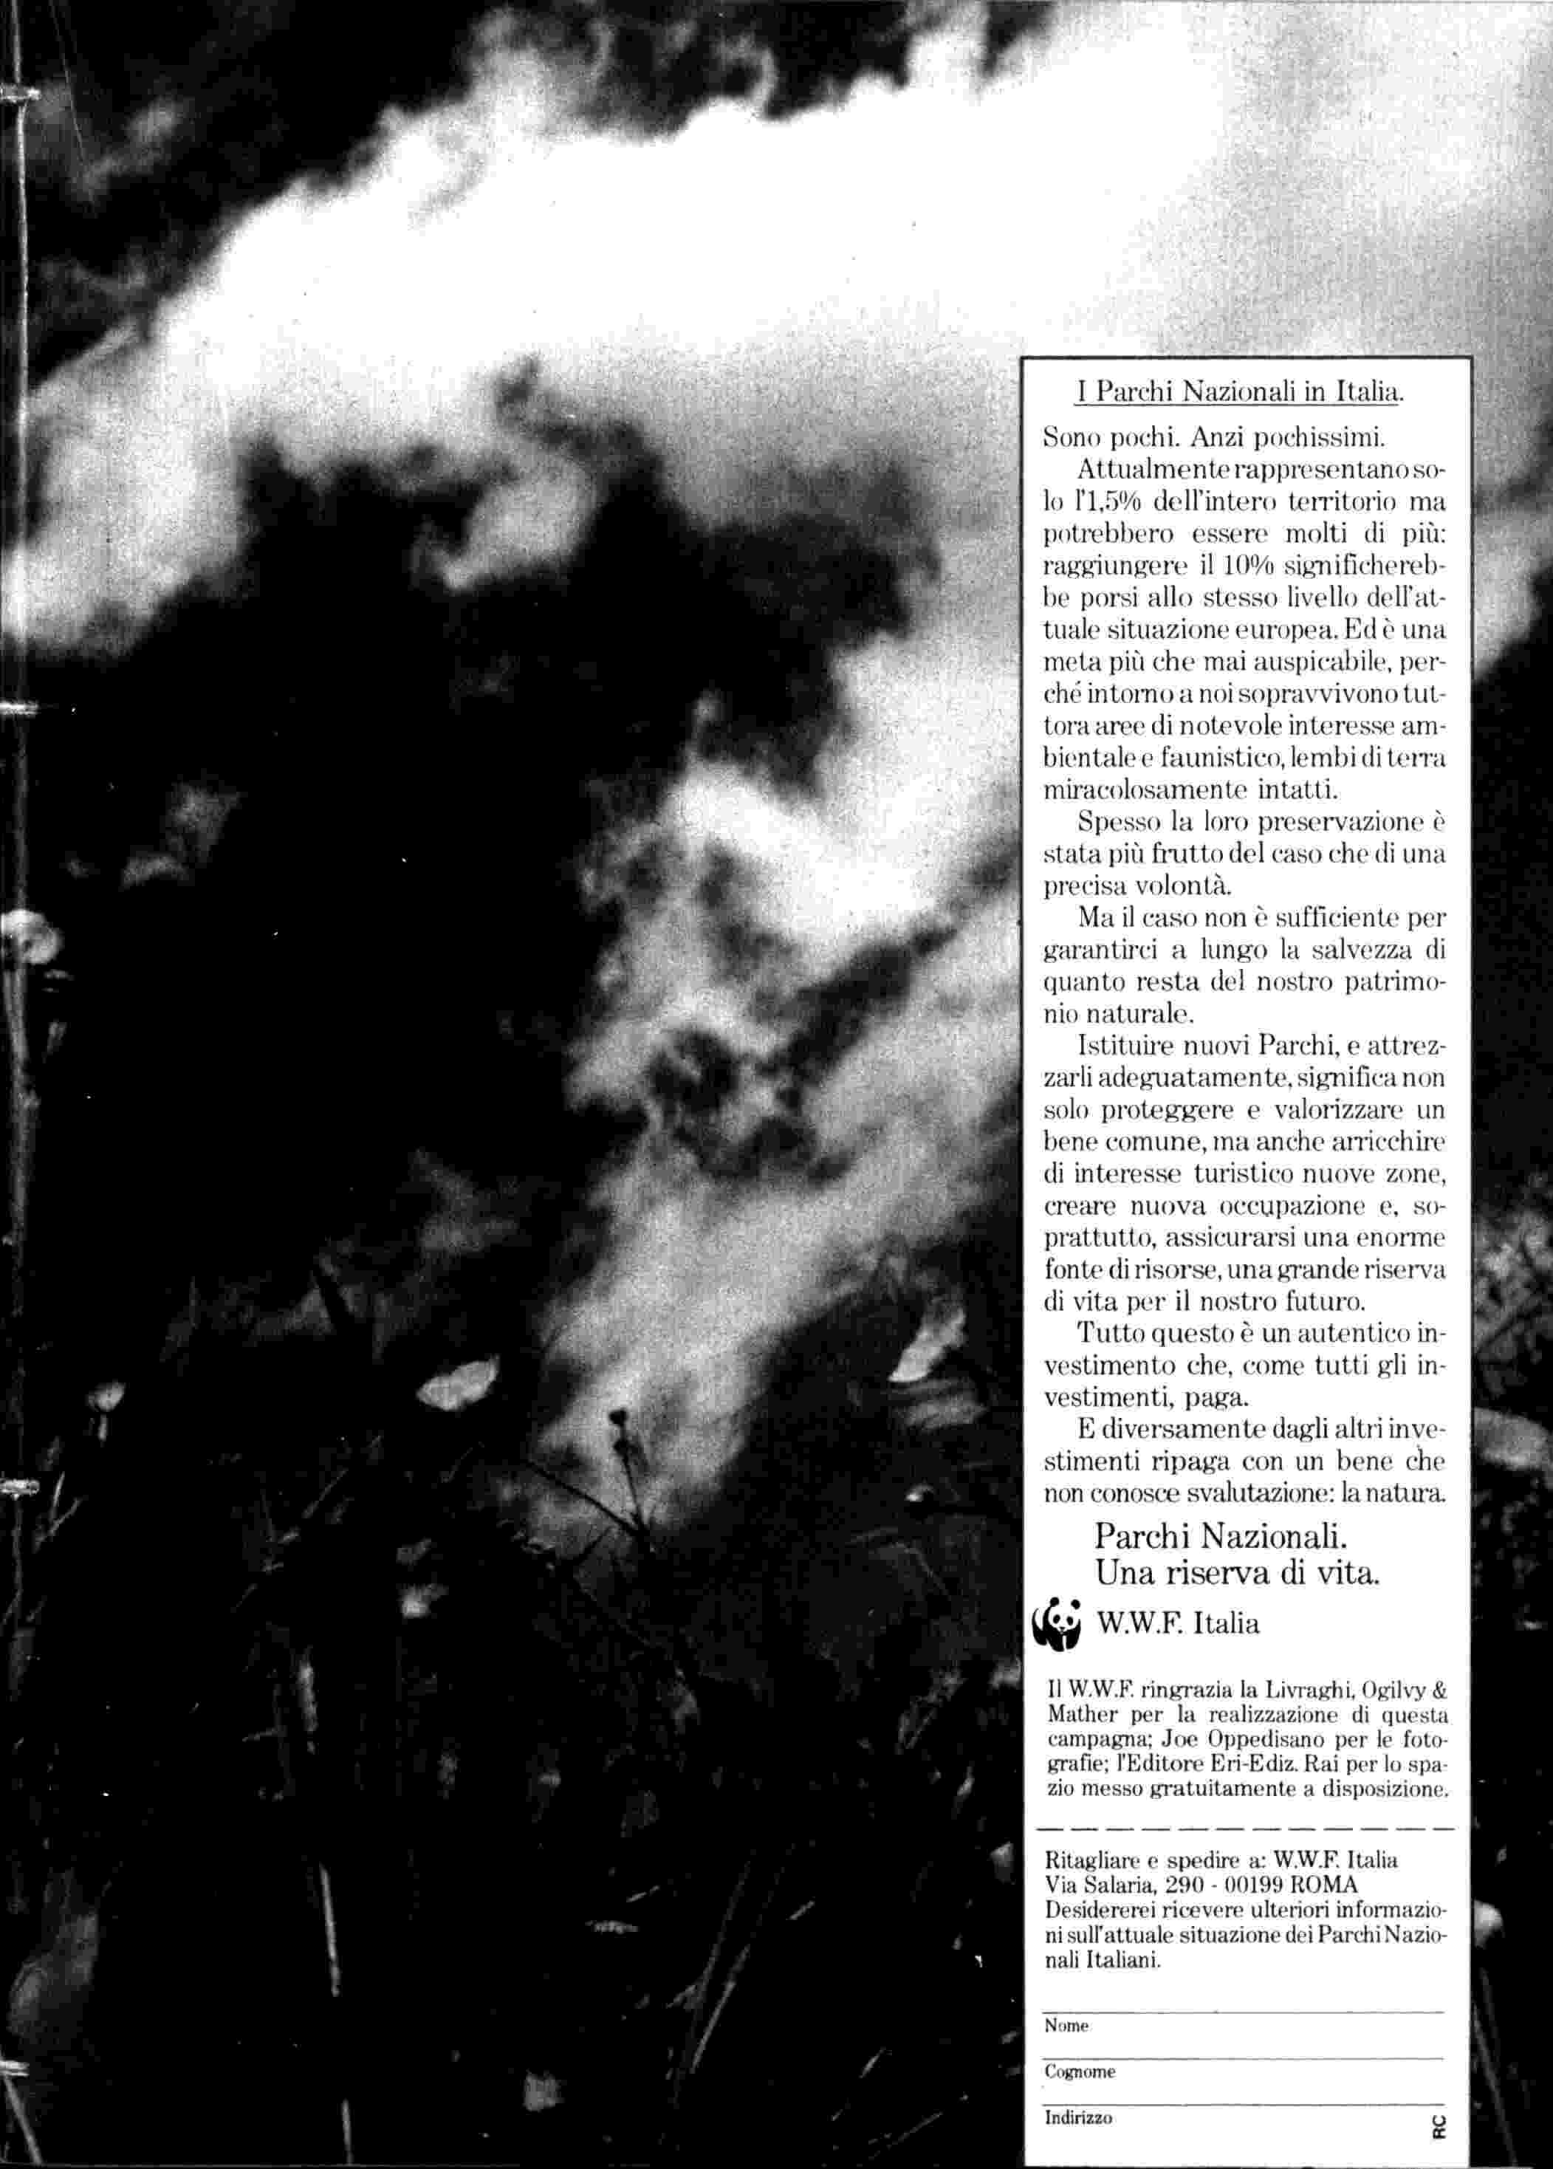 I Parchi Nazionali in Italia.
Sono pochi. Anzi pochissimi.
Attualmente rappresentano so-
lo l'1,5% dell'intero territorio ma
potrebbero essere molti di più:
raggiungere il 10% significhereb-
be porsi allo stesso livello dell'at-
tuale situazione europea. Ed è una
meta più che mai auspicabile, per-
ché intorno a noi sopravvivono tut-
tora aree di notevole interesse am-
bientale e faunistico, lembi di terra
miracolosamente intatti.
Spesso la loro preservazione è
stata più frutto del caso che di una
precisa volontà.
Ma il caso non è sufficiente per
garantirci a lungo la salvezza di
quanto resta del nostro patrimo-
nio naturale.
Istituire nuovi Parchi, e attrez-
zarli adeguatamente, significa non
solo proteggere e valorizzare un
bene comune, ma anche arricchire
di interesse turistico nuove zone,
creare nuova occupazione e, so-
prattutto, assicurarsi una enorme
fonte di risorse, una grande riserva
di vita per il nostro futuro.
Tutto questo è un autentico in-
vestimento che, come tutti gli in-
vestimenti, paga.
E diversamente dagli altri inve-
stimenti ripaga con un bene che
non conosce svalutazione: la natura.
Parchi Nazionali.
Una riserva di vita.
W.W.F. Italia
Il W.W.F. ringrazia la Livraghi, Ogilvy &
Mather per la realizzazione di questa
campagna; Joe Oppedisano per le foto-
grafie; l'Editore Eri-Ediz. Rai per lo spa-
zio messo gratuitamente a disposizione.
Ritagliare e spedire a: W.W.F. Italia
Via Salaria, 290 - 00199 ROMA
Desidererei ricevere ulteriori informazio-
ni sull'attuale situazione dei Parchi Nazio-
nali Italiani.
Nome
Cognome
Indirizzo
RC